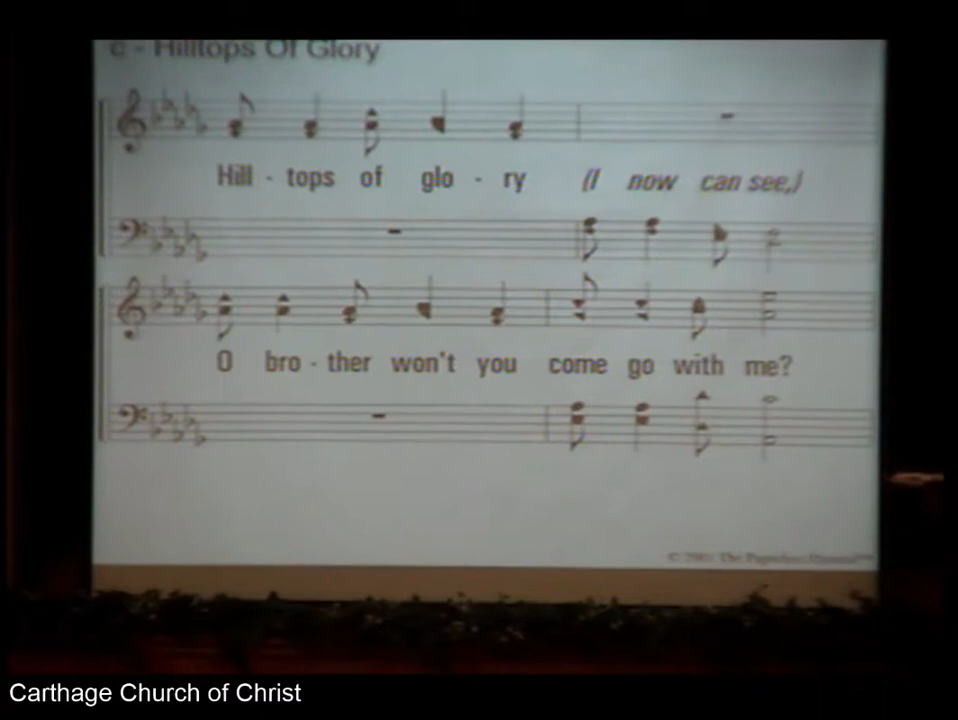 c - Hilltops Of Glory
Hill - tops of glo - ry (I now can see,)
O bro - ther won't you come go with me?
Carthage Church of Christ